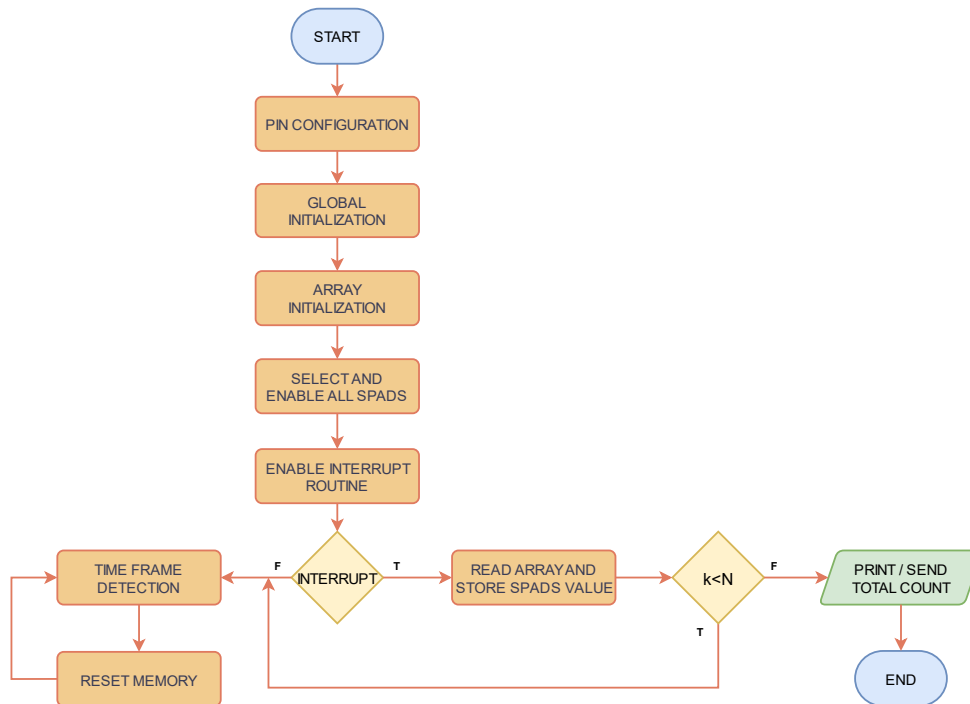 START
PIN CONFIGURATION
GLOBAL
INITIALIZATION
ARRAY
INITIALIZATION
SELECT AND
ENABLE ALL SPADS
ENABLE INTERRUPT
ROUTINE
TIME FRAME
DETECTION
F
INTERRUPT
T
READ ARRAY AND
STORE SPADS VALUE
k<N
F
PRINT / SEND
TOTAL COUNT
T
RESET MEMORY
END